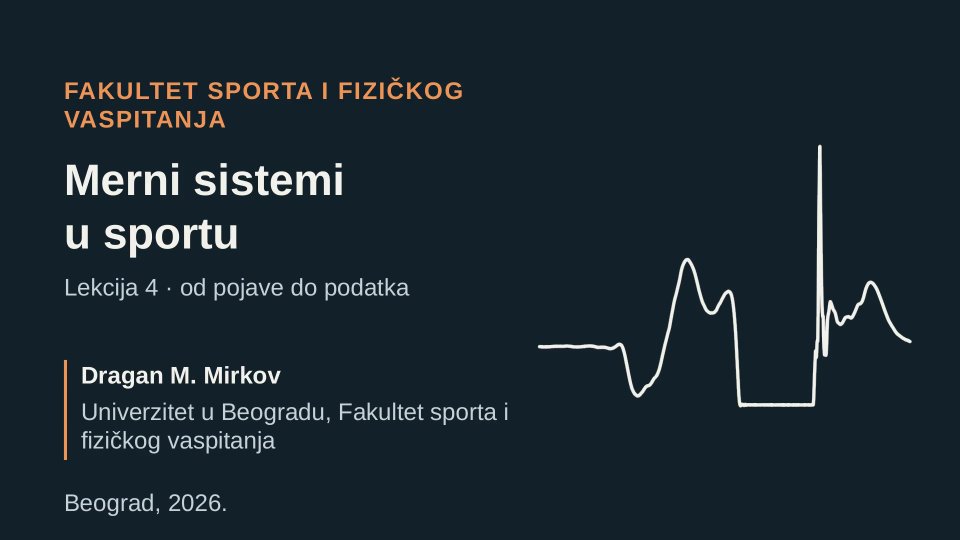 FAKULTET SPORTA I FIZIČKOG
VASPITANJA
Merni sistemi
u sportu
Lekcija 4 · od pojave do podatka
Dragan M. Mirkov
Univerzitet u Beogradu, Fakultet sporta i
fizičkog vaspitanja
Beograd, 2026.